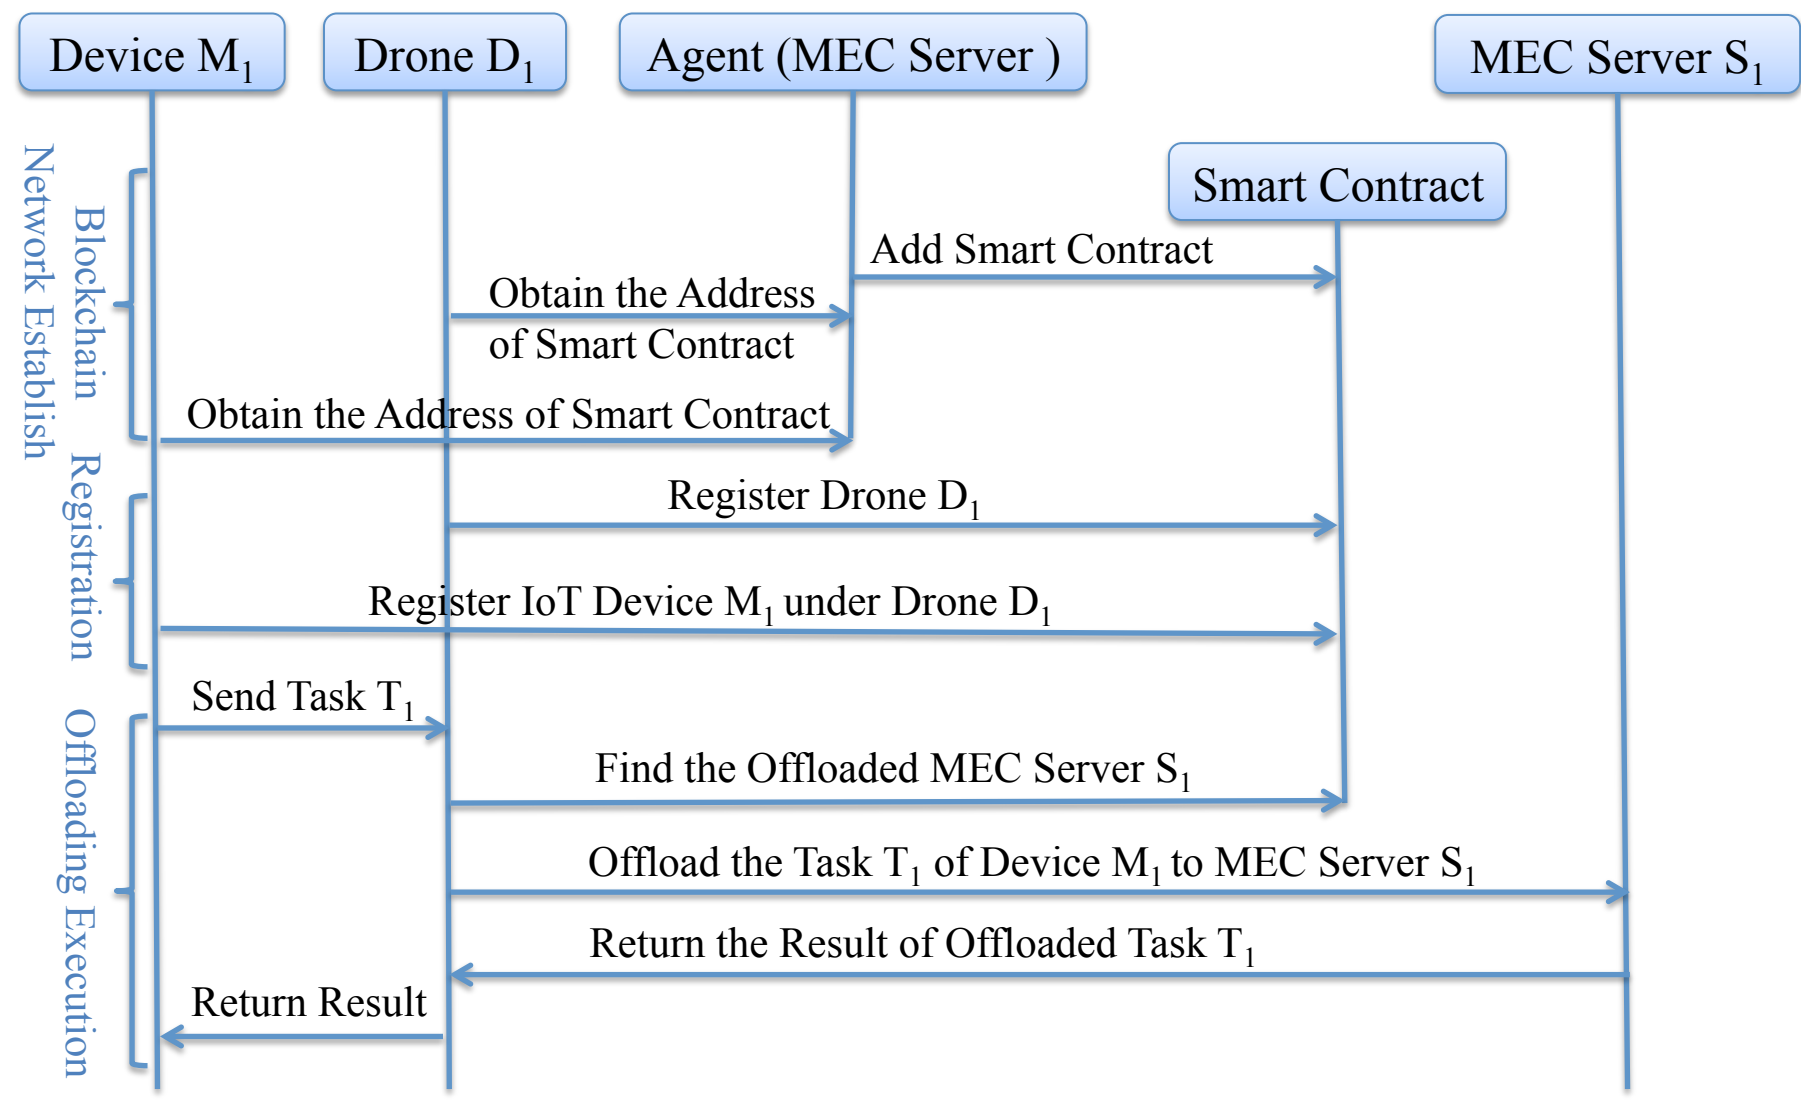 Device M₁
Drone D₁
Agent (MEC Server )
MEC Server S₁
Smart Contract
Blockchain
Network Establish
Add Smart Contract
Obtain the Address
of Smart Contract
Obtain the Address of Smart Contract
Registration
Register Drone D₁
Register IoT Device M₁ under Drone D₁
Offloading Execution
Send Task T₁
Find the Offloaded MEC Server S₁
Offload the Task T₁ of Device M₁ to MEC Server S₁
Return the Result of Offloaded Task T₁
Return Result